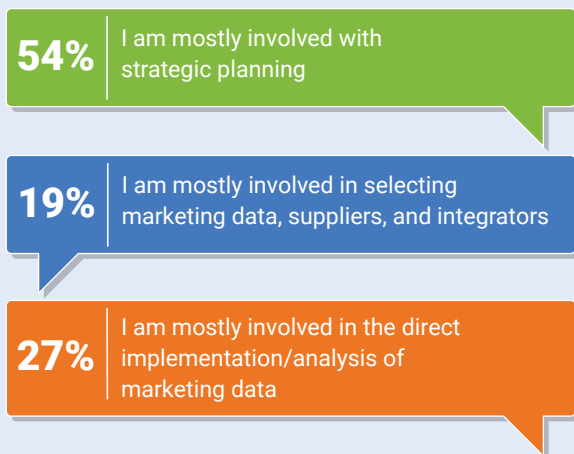 54%
I am mostly involved with
strategic planning
19%
I am mostly involved in selecting
marketing data, suppliers, and integrators
27%
I am mostly involved in the direct
implementation/analysis of
marketing data